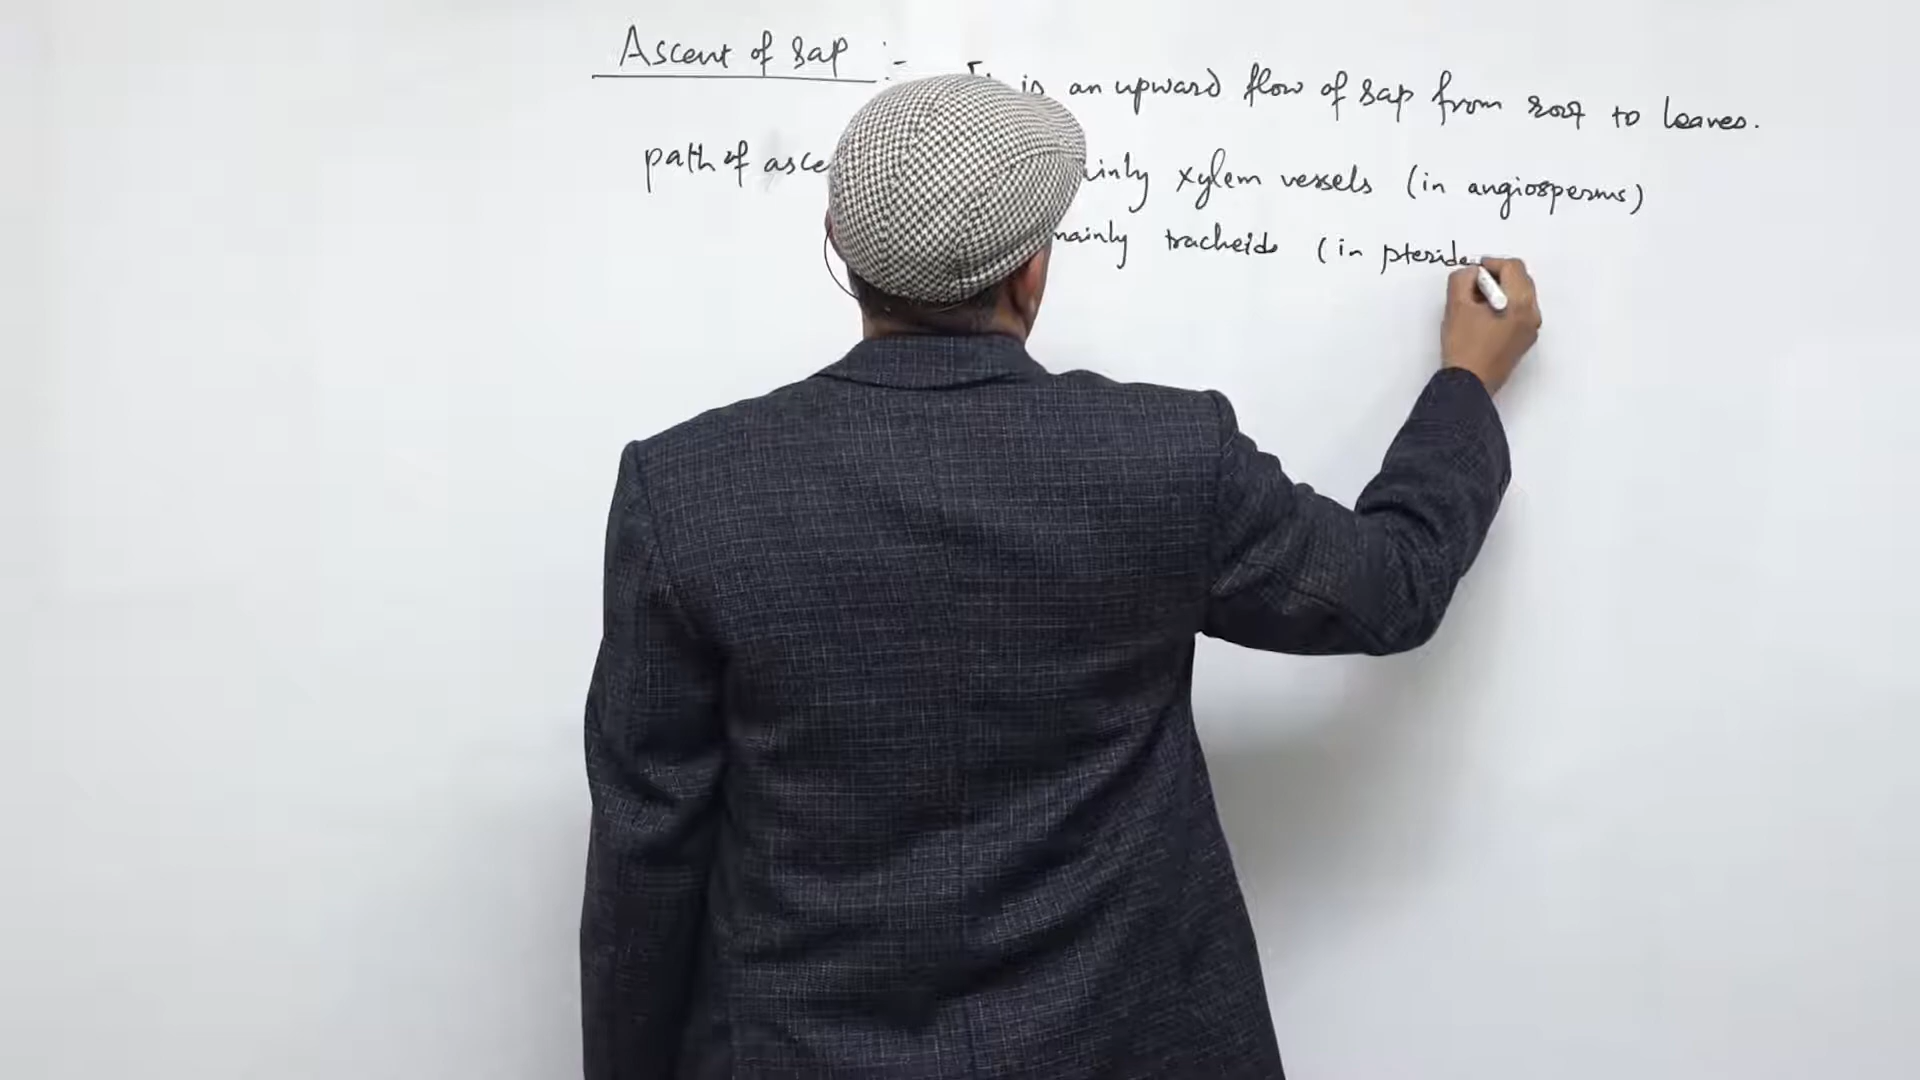 Ascent of sap :- It is an upward flow of sap from root to leaves.
path of asce inly xylem vessels (in angiosperms)
mainly tracheids (in pteride